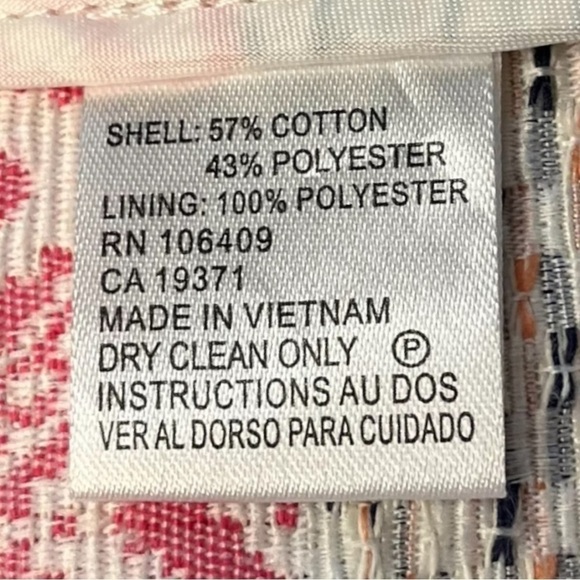 SHELL: 57% COTTON
43% POLYESTER
LINING: 100% POLYESTER
RN 106409
CA 19371
MADE IN VIETNAM
DRY CLEAN ONLY Ⓟ
INSTRUCTIONS AU DOS
VER AL DORSO PARA CUIDADO